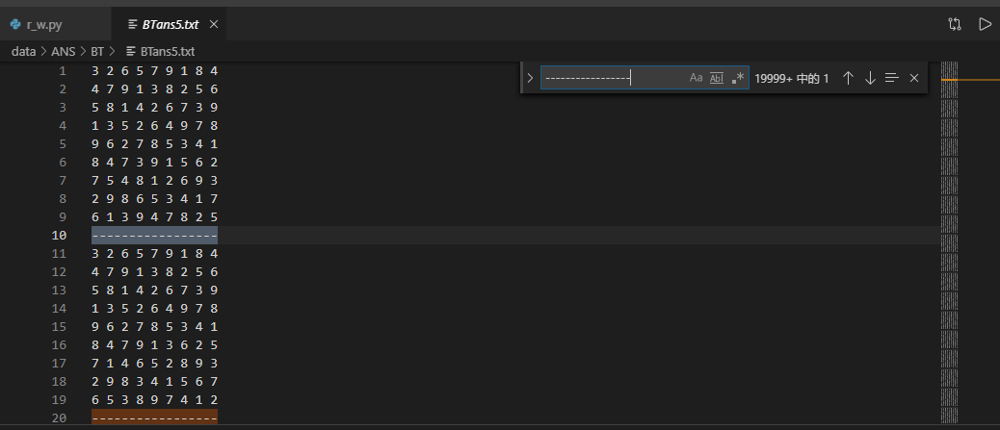 r_w.py BTans5.txt
data > ANS > BT > BTans5.txt
1 3 2 6 5 7 9 1 8 4
----------------- Aa Abl .* 19999+ 中的 1
2 4 7 9 1 3 8 2 5 6
3 5 8 1 4 2 6 7 3 9
4 1 3 5 2 6 4 9 7 8
5 9 6 2 7 8 5 3 4 1
6 8 4 7 3 9 1 5 6 2
7 7 5 4 8 1 2 6 9 3
8 2 9 8 6 5 3 4 1 7
9 6 1 3 9 4 7 8 2 5
10 -----------------
11 3 2 6 5 7 9 1 8 4
12 4 7 9 1 3 8 2 5 6
13 5 8 1 4 2 6 7 3 9
14 1 3 5 2 6 4 9 7 8
15 9 6 2 7 8 5 3 4 1
16 8 4 7 9 1 3 6 2 5
17 7 1 4 6 5 2 8 9 3
18 2 9 8 3 4 1 5 6 7
19 6 5 3 8 9 7 4 1 2
20 -----------------